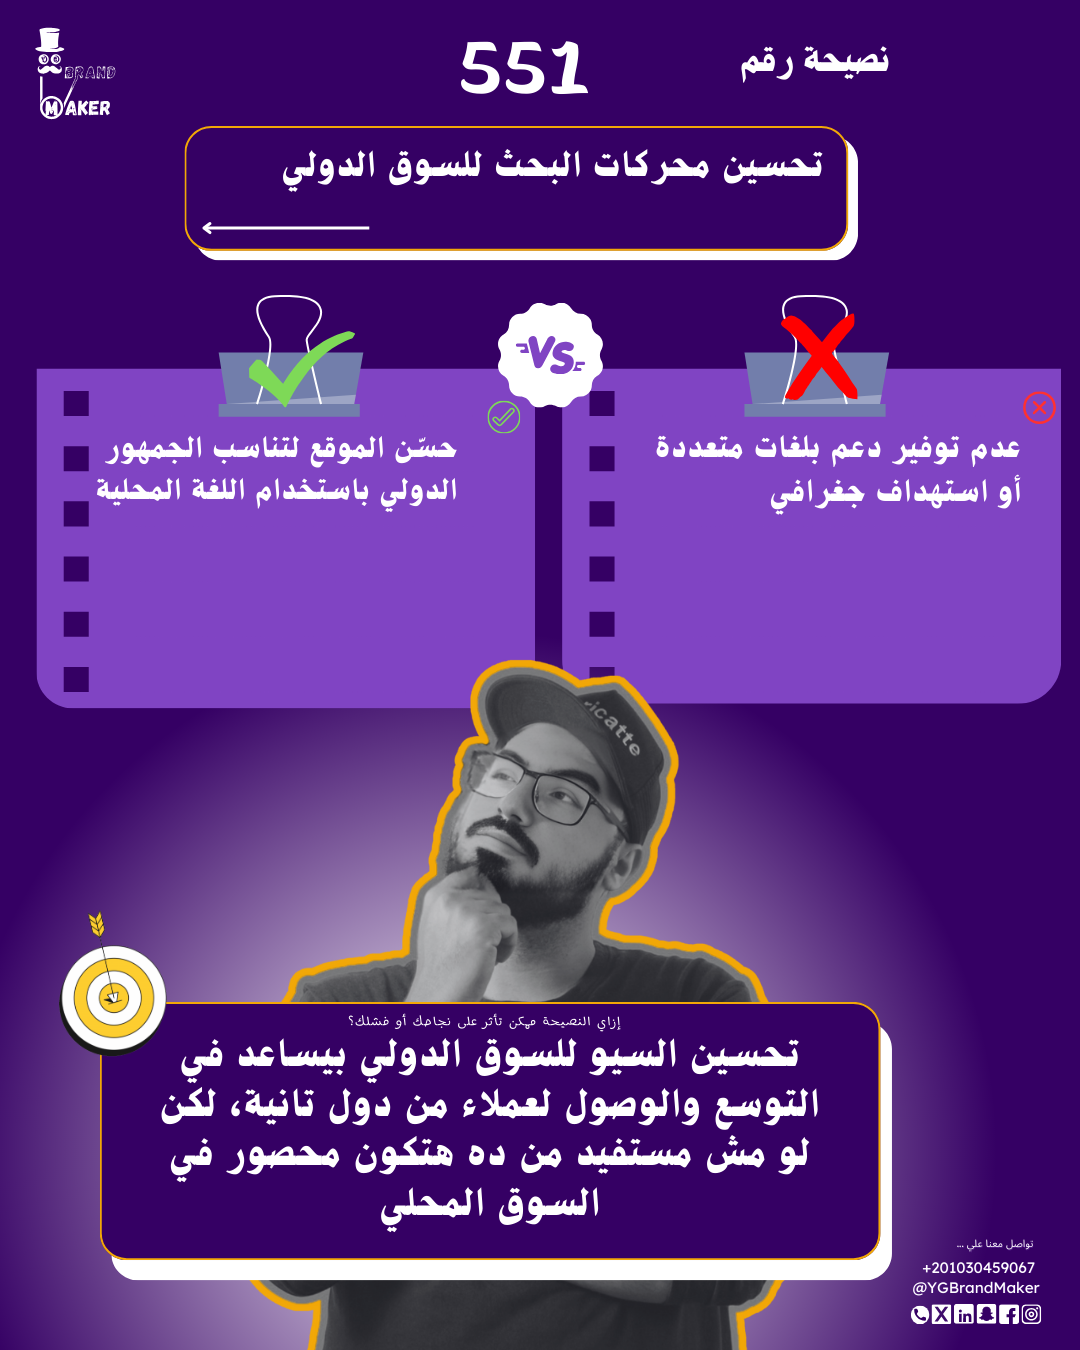 نصيحة رقم
551
BRAND
MAKER
تحسين محركات البحث للسوق الدولي
VS
عدم توفير دعم بلغات متعددة
أو استهداف جغرافي
حسّن الموقع لتناسب الجمهور
الدولي باستخدام اللغة المحلية
icatte
إزاي النصيحة ممكن تأثر على نجاحك أو فشلك؟
تحسين السيو للسوق الدولي بيساعد في
التوسع والوصول لعملاء من دول تانية، لكن
لو مش مستفيد من ده هتكون محصور في
السوق المحلي
تواصل معنا علي ...
+201030459067
@YGBrandMaker